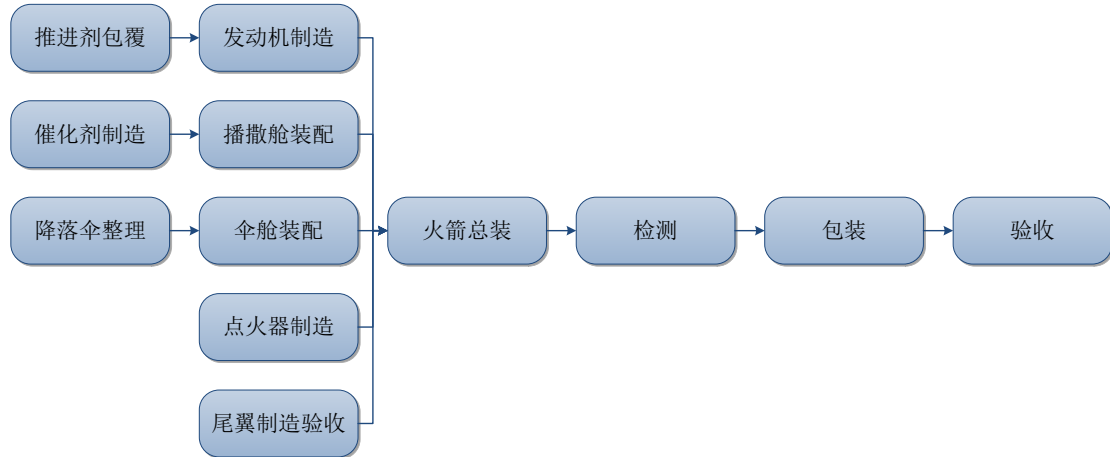 推进剂包覆
发动机制造
催化剂制造
播撒舱装配
降落伞整理
伞舱装配
火箭总装
检测
包装
验收
点火器制造
尾翼制造验收